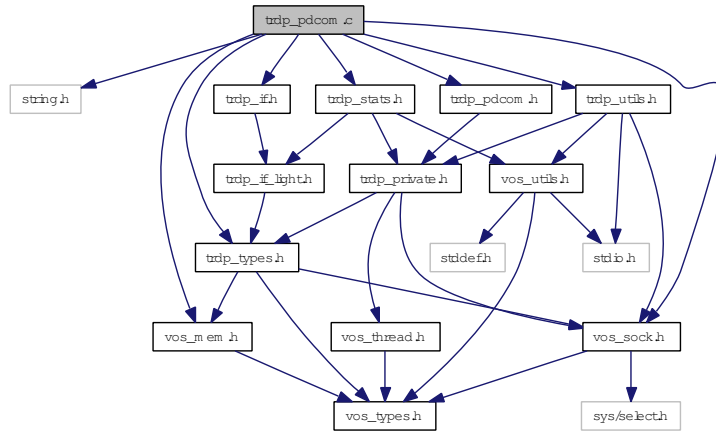 trdp_pdcom.c
string.h
trdp_if.h
trdp_stats.h
trdp_pdcom.h
trdp_utils.h
trdp_if_light.h
trdp_private.h
vos_utils.h
trdp_types.h
stddef.h
stdio.h
vos_mem.h
vos_thread.h
vos_sock.h
vos_types.h
sys/select.h